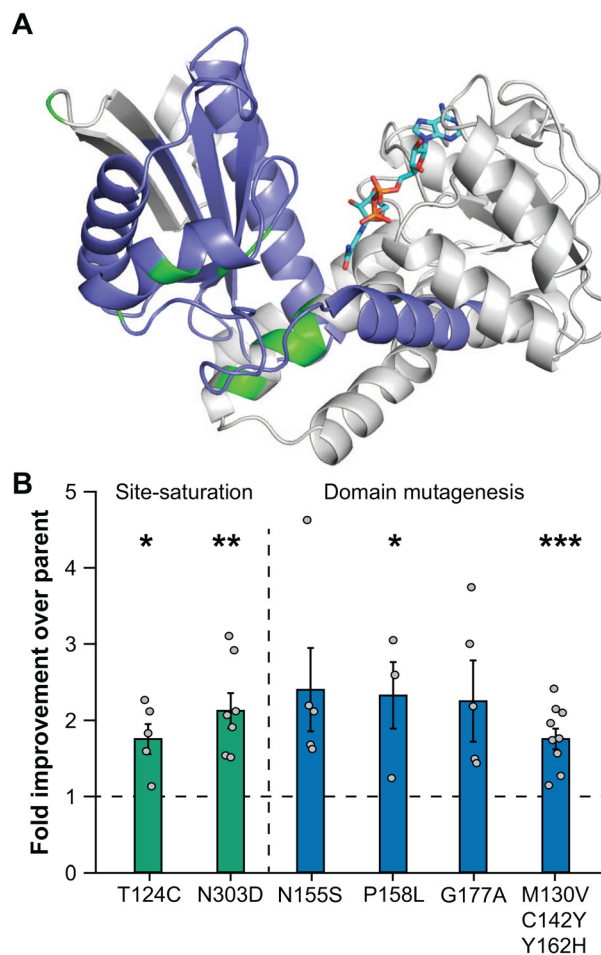 A
B
Site-saturation
Domain mutagenesis
Fold improvement over parent
5
4
3
2
1
0
*
**
*
***
T124C
N303D
N155S
P158L
G177A
M130V
C142Y
Y162H